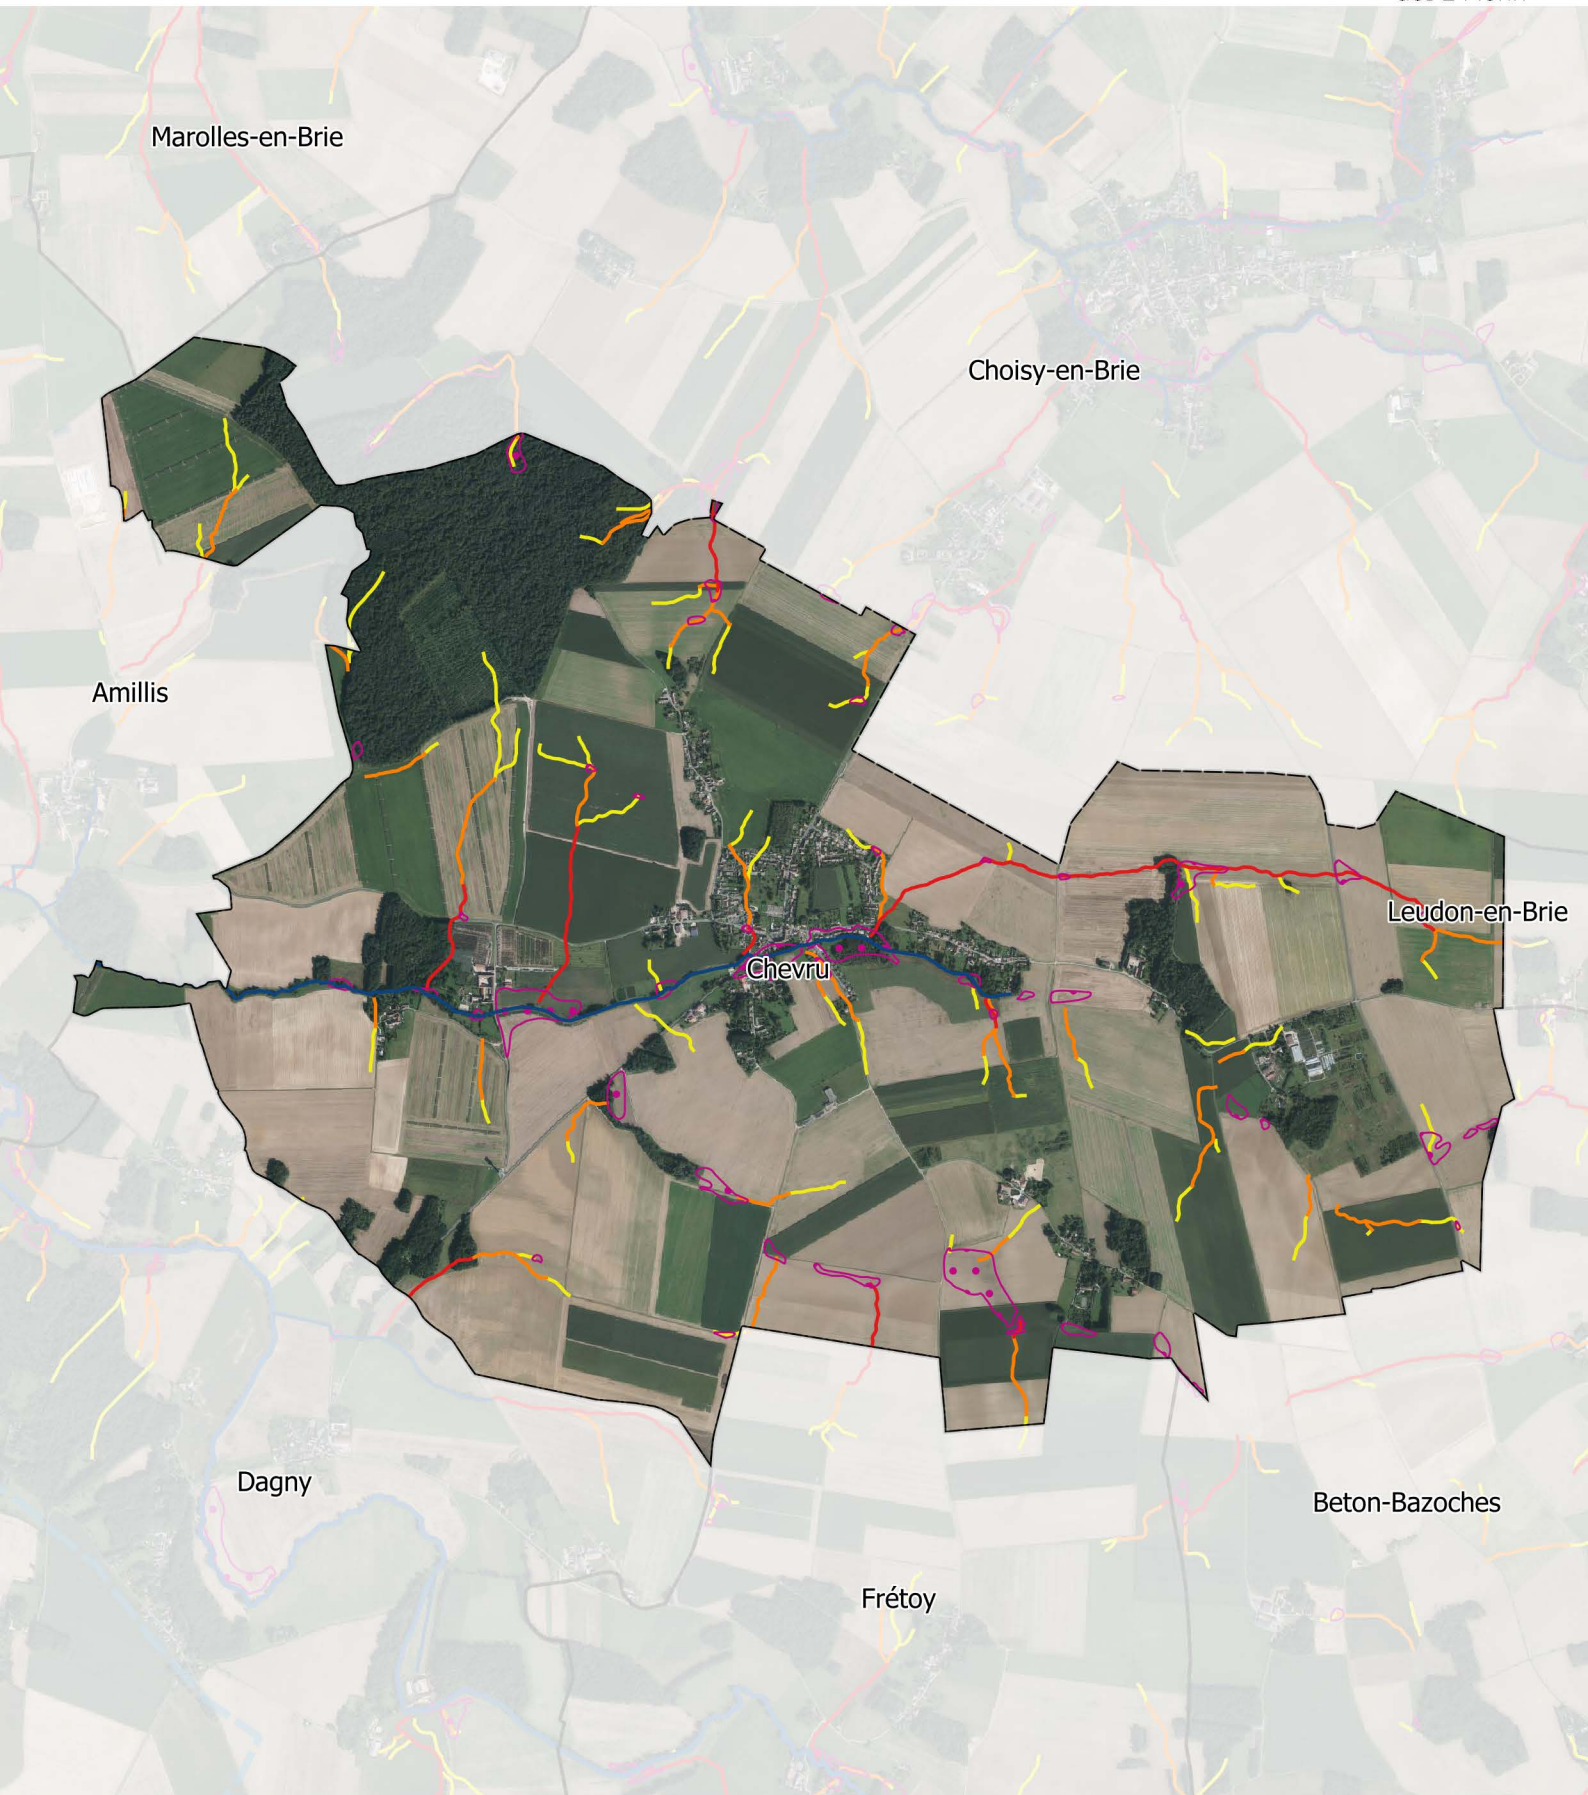 Marolles-en-Brie
Choisy-en-Brie
Amillis
Leudon-en-Brie
Chevru
Dagny
Beton-Bazoches
Frétoy